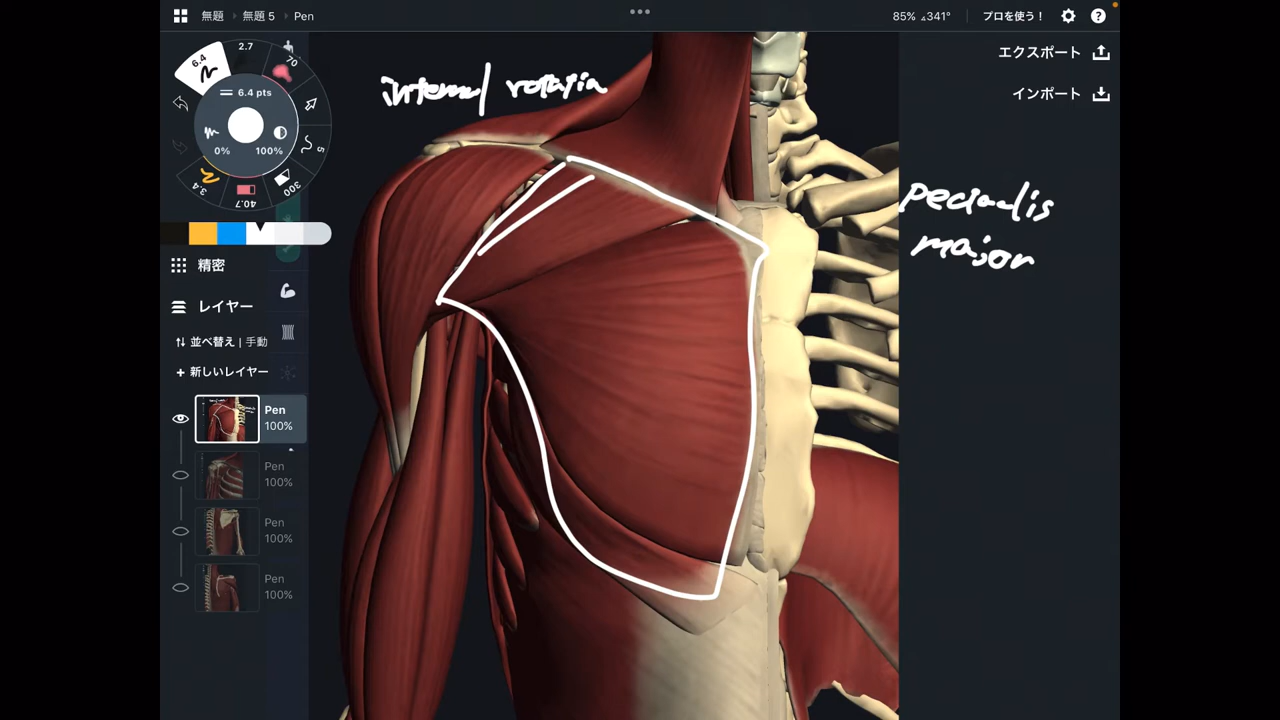 無題 › 無題 5 › Pen
85% ⊿341°
プロを使う！
エクスポート
インポート
2.7
6.4
70
6.4 pts
5
0%
100%
3.4
40.7
300
精密
レイヤー
並べ替え | 手動
+ 新しいレイヤー
Pen
100%
Pen
100%
Pen
100%
Pen
100%
internal rotatin
pectoralis
major